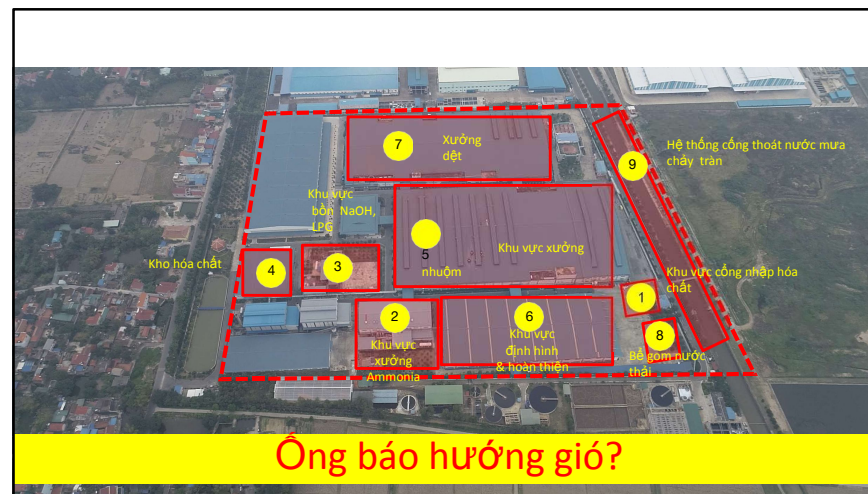 7
Xưởng
dệt
9
Hệ thống cống thoát nước mưa
chảy tràn
Khu vực
bồn NaOH,
LPG
5
nhuộm
Khu vực xưởng
Kho hóa chất
4
3
Khu vực cổng nhập hóa
chất
1
2
Khu vực
xưởng
Ammonia
6
Khu vực
định hình
& hoàn thiện
8
Bể gom nước
thải
Ống báo hướng gió?